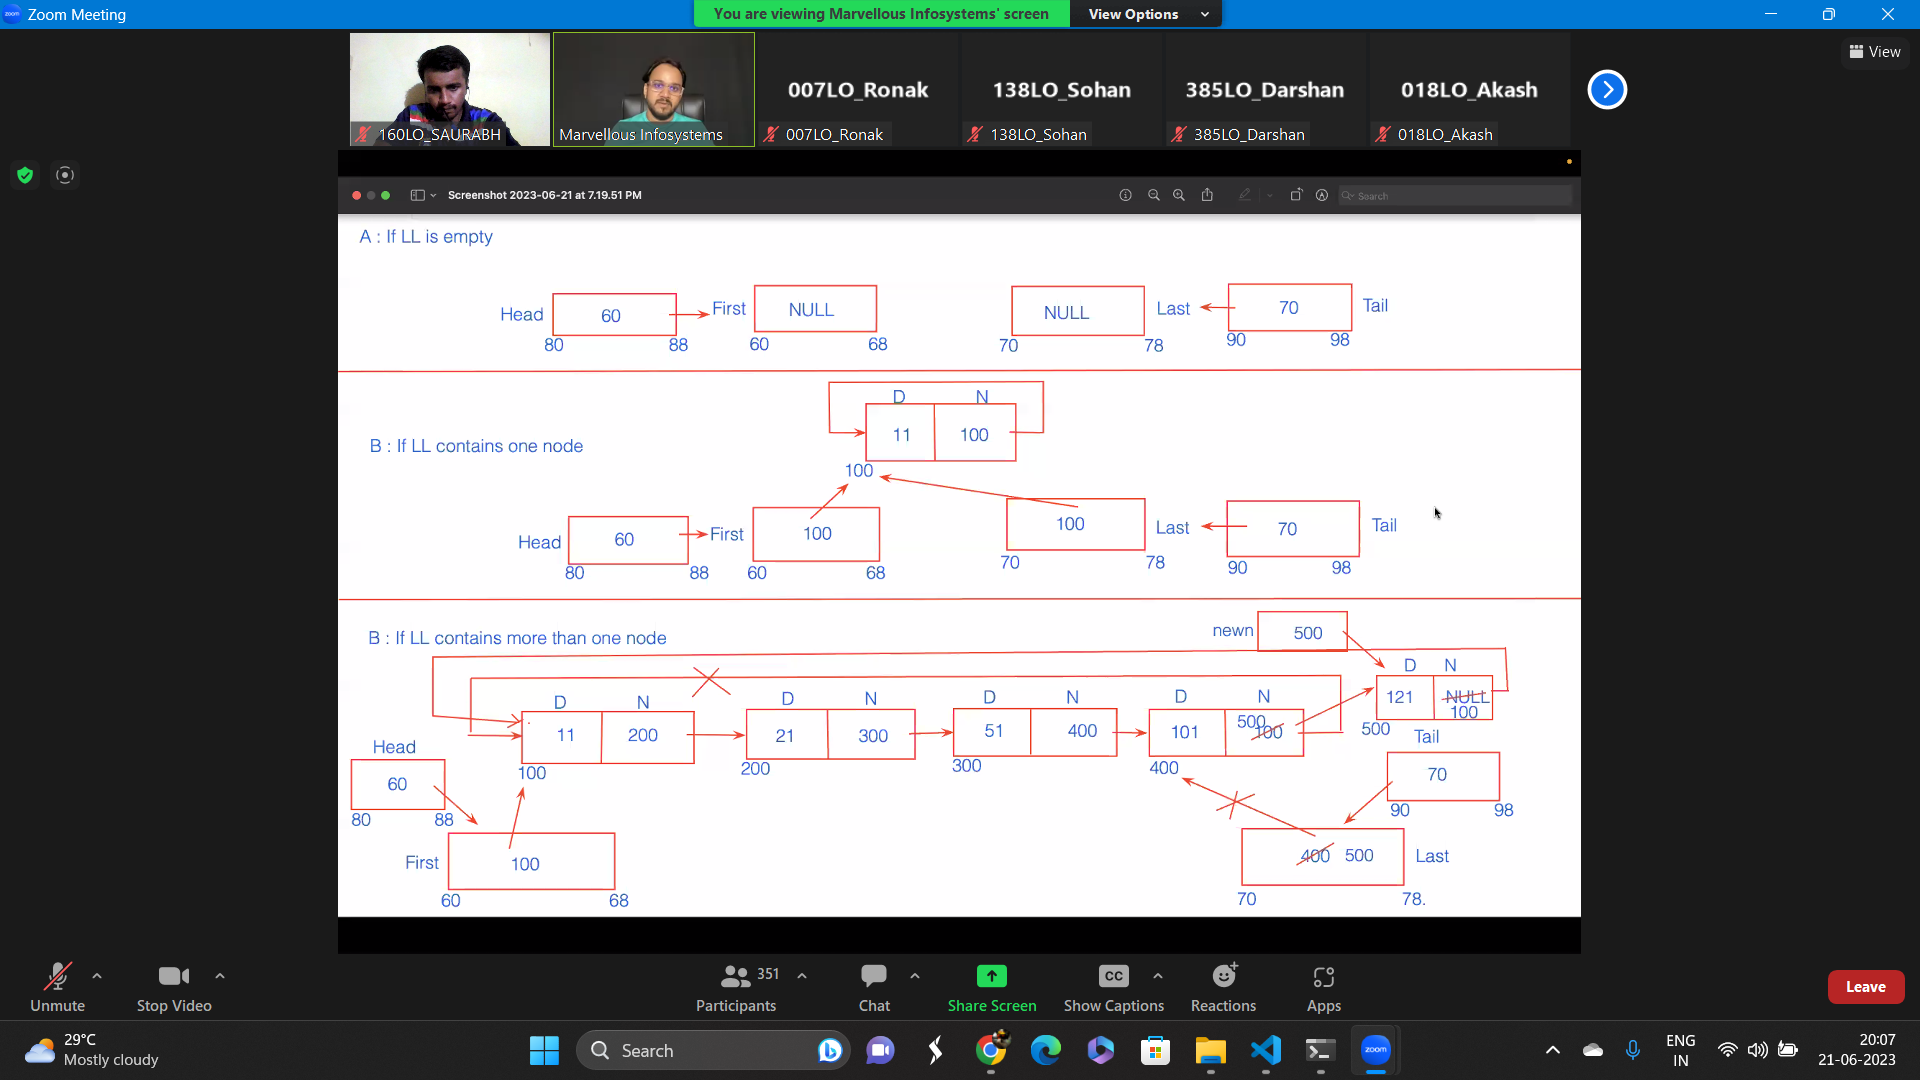 zoom Zoom Meeting
You are viewing Marvellous Infosystems' screen
View Options
View
160LO_SAURABH
Marvellous Infosystems
007LO_Ronak
007LO_Ronak
138LO_Sohan
138LO_Sohan
385LO_Darshan
385LO_Darshan
018LO_Akash
018LO_Akash
Screenshot 2023-06-21 at 7.19.51 PM
Search
A : If LL is empty
Head 60 First NULL NULL Last 70 Tail
80 88 60 68 70 78 90 98
D N
B : If LL contains one node
11 100
100
Head 60 First 100 100 Last 70 Tail
80 88 60 68 70 78 90 98
B : If LL contains more than one node
newn 500
D N
121 NULL
100
500
D N D N D N D N
11 200 21 300 51 400 101 500 100
100 200 300 400
Head
60
80 88
Tail
70
90 98
First 100
60 68
400 500 Last
70 78.
Unmute
Stop Video
351
Participants
Chat
Share Screen
CC
Show Captions
Reactions
Apps
Leave
29°C
Mostly cloudy
Search
zoom
ENG
IN
20:07
21-06-2023